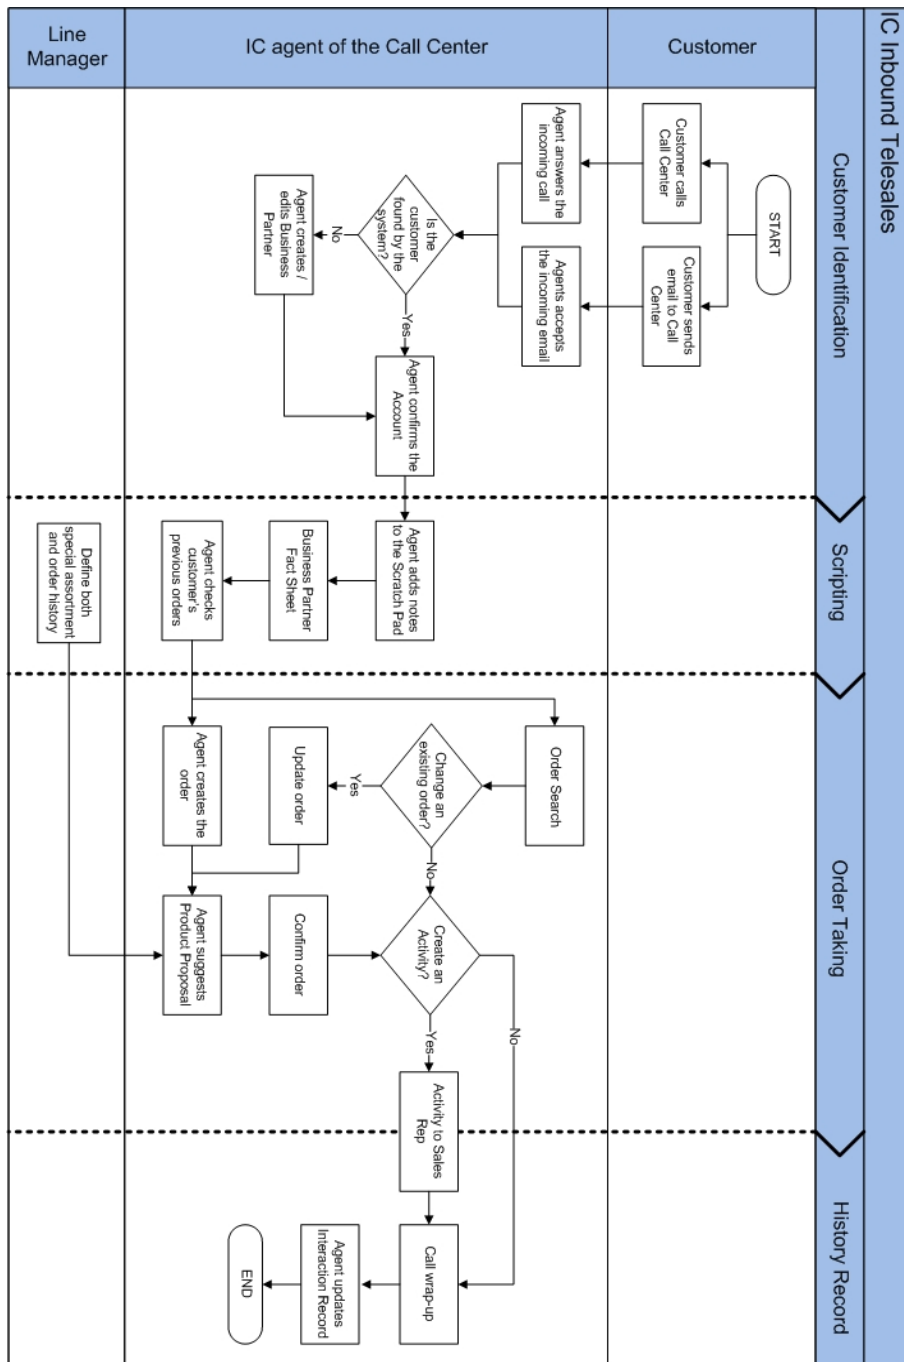 IC Inbound Telesales
Customer Identification
Scripting
Order Taking
History Record
Customer
START
Customer calls
Call Center
Customer sends
email to Call
Center
IC agent of the Call Center
Agent answers the
incoming call
Agents accepts
the incoming email
Is the
customer
found by the
system?
No
Yes
Agent creates /
edits Business
Partner
Agent confirms the
Account
Agent adds notes
to the Scratch Pad
Business Partner
Fact Sheet
Agent checks
customer's
previous orders
Order Search
Change an
existing order?
Yes
No
Update order
Agent creates the
order
Agent suggests
Product Proposal
Confirm order
Create an
Activity?
No
Yes
Activity to Sales
Rep
Call wrap-up
Agent updates
Interaction Record
END
Line
Manager
Define both
special assortment
and order history